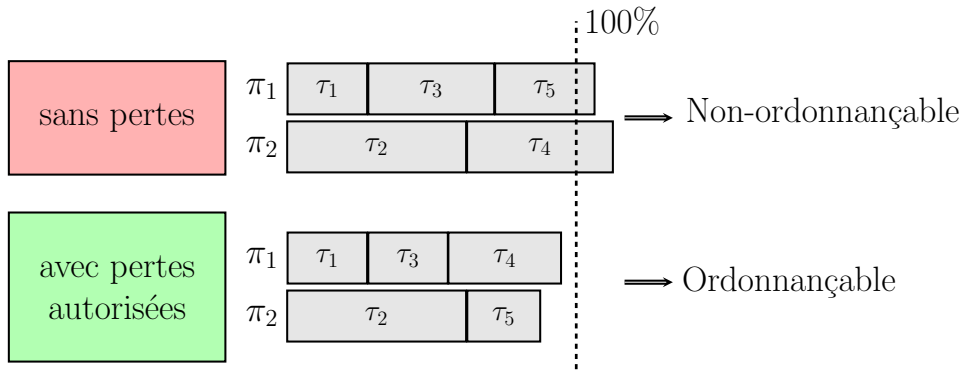 100%
sans pertes
π₁ τ₁ τ₃ τ₅
π₂ τ₂ τ₄
Non-ordonnançable
avec pertes
autorisées
π₁ τ₁ τ₃ τ₄
π₂ τ₂ τ₅
Ordonnançable